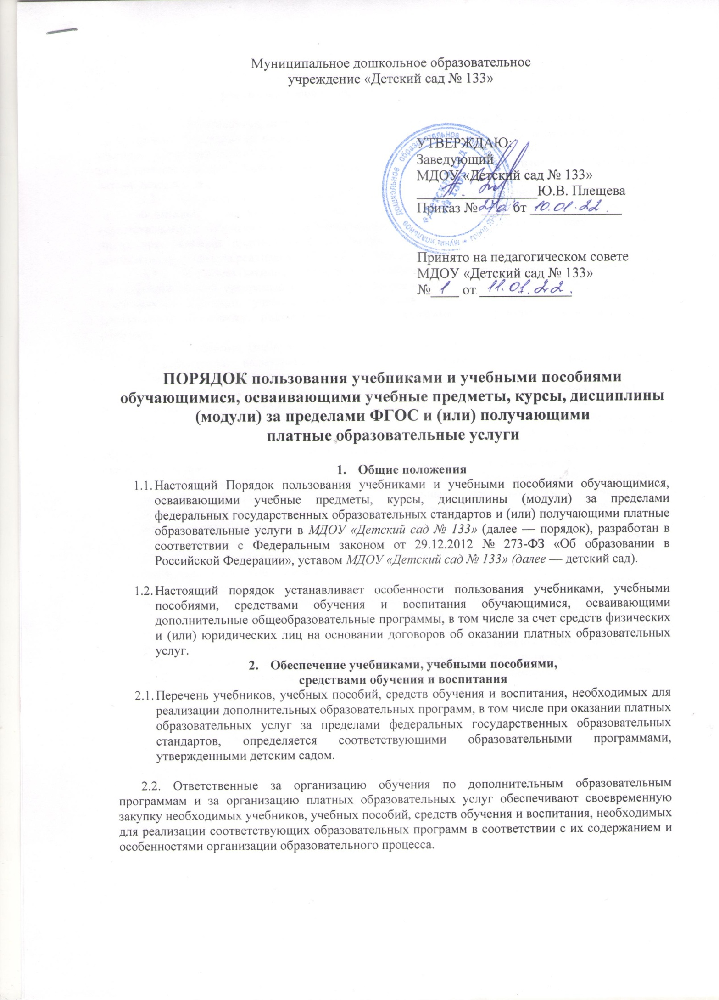 Муниципальное дошкольное образовательное
учреждение «Детский сад № 133»
УТВЕРЖДАЮ:
Заведующий
МДОУ «Детский сад № 133»
Ю.В. Плещева
Приказ № от 10.01.22.
дошкольное образовательное учреждение
«Детский сад
№ 133»
Принято на педагогическом совете
МДОУ «Детский сад № 133»
№ 1 от 11.01.22.
ПОРЯДОК пользования учебниками и учебными пособиями
обучающимися, осваивающими учебные предметы, курсы, дисциплины
(модули) за пределами ФГОС и (или) получающими
платные образовательные услуги
1. Общие положения
1.1. Настоящий Порядок пользования учебниками и учебными пособиями обучающимися,
осваивающими учебные предметы, курсы, дисциплины (модули) за пределами
федеральных государственных образовательных стандартов и (или) получающими платные
образовательные услуги в МДОУ «Детский сад № 133» (далее — порядок), разработан в
соответствии с Федеральным законом от 29.12.2012 № 273-ФЗ «Об образовании в
Российской Федерации», уставом МДОУ «Детский сад № 133» (далее — детский сад).
1.2. Настоящий порядок устанавливает особенности пользования учебниками, учебными
пособиями, средствами обучения и воспитания обучающимися, осваивающими
дополнительные общеобразовательные программы, в том числе за счет средств физических
и (или) юридических лиц на основании договоров об оказании платных образовательных
услуг.
2. Обеспечение учебниками, учебными пособиями,
средствами обучения и воспитания
2.1. Перечень учебников, учебных пособий, средств обучения и воспитания, необходимых для
реализации дополнительных образовательных программ, в том числе при оказании платных
образовательных услуг за пределами федеральных государственных образовательных
стандартов, определяется соответствующими образовательными программами,
утвержденными детским садом.
2.2. Ответственные за организацию обучения по дополнительным образовательным
программам и за организацию платных образовательных услуг обеспечивают своевременную
закупку необходимых учебников, учебных пособий, средств обучения и воспитания, необходимых
для реализации соответствующих образовательных программ в соответствии с их содержанием и
особенностями организации образовательного процесса.